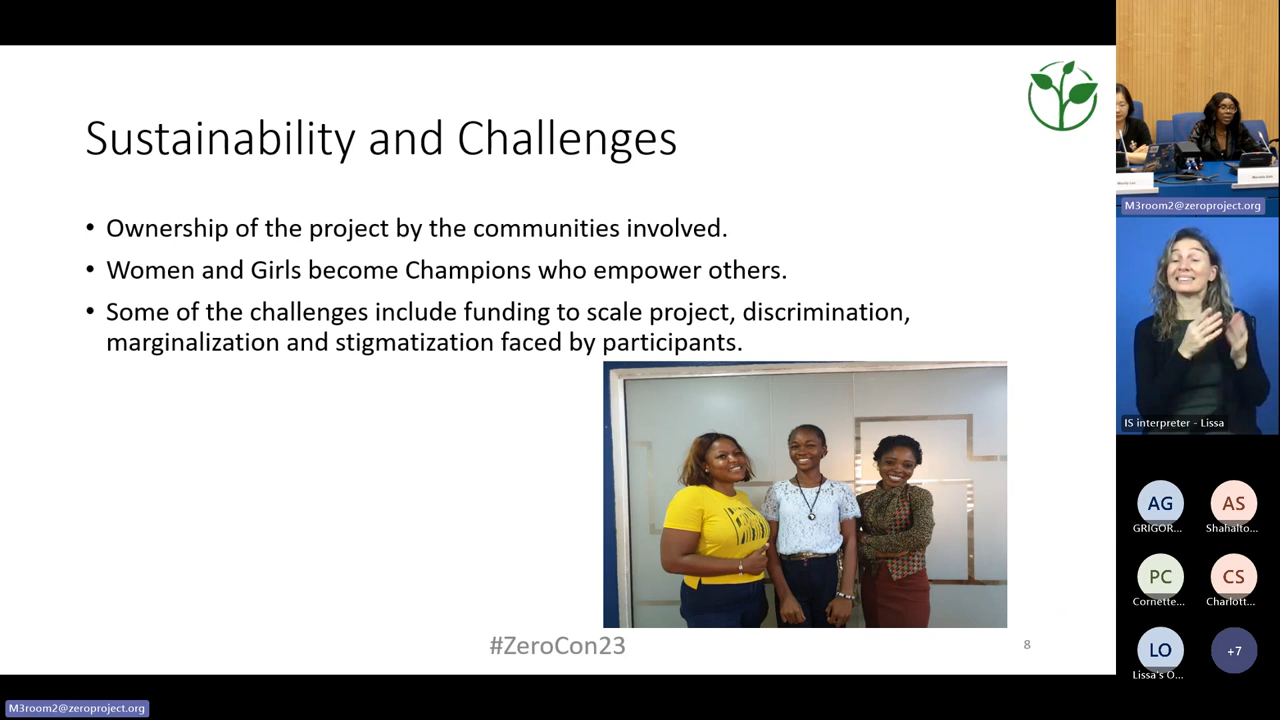 Sustainability and Challenges
• Ownership of the project by the communities involved.
• Women and Girls become Champions who empower others.
• Some of the challenges include funding to scale project, discrimination,
marginalization and stigmatization faced by participants.
#ZeroCon23
8
M3room2@zeroproject.org
M3room2@zeroproject.org
IS interpreter - Lissa
AG
GRIGOR...
AS
Shahalto...
PC
Cornette...
CS
Charlott...
LO
Lissa's O...
+7